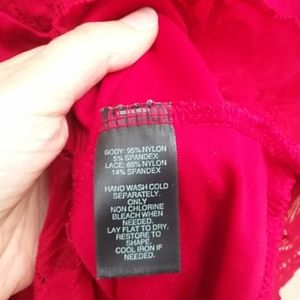 BODY: 95% NYLON
5% SPANDEX
LACE: 86% NYLON
14% SPANDEX
HAND WASH COLD
SEPARATELY.
ONLY
NON CHLORINE
BLEACH WHEN
NEEDED.
LAY FLAT TO DRY.
RESTORE TO
SHAPE.
COOL IRON IF
NEEDED.